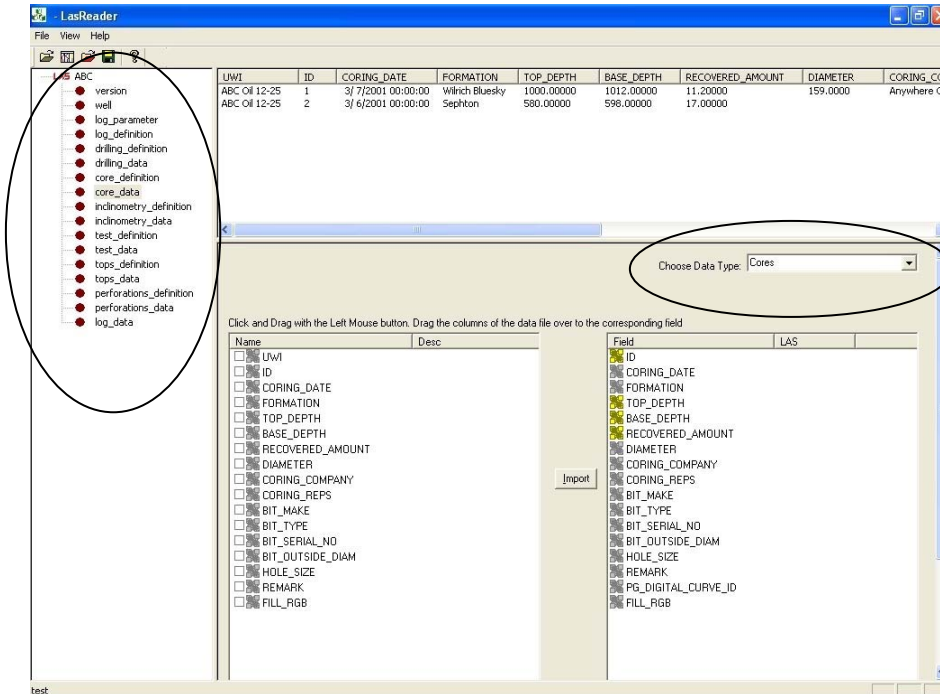 - LasReader
File View Help
LAS ABC
version
well
log_parameter
log_definition
drilling_definition
drilling_data
core_definition
core_data
inclinometry_definition
inclinometry_data
test_definition
test_data
tops_definition
tops_data
perforations_definition
perforations_data
log_data
UWI ID CORING_DATE FORMATION TOP_DEPTH BASE_DEPTH RECOVERED_AMOUNT DIAMETER CORING_CO
ABC Oil 12-25 1 3/ 7/2001 00:00:00 Wilrich Bluesky 1000.00000 1012.00000 11.20000 159.0000 Anywhere C
ABC Oil 12-25 2 3/ 6/2001 00:00:00 Sephton 580.00000 598.00000 17.00000
Choose Data Type: Cores
Click and Drag with the Left Mouse button. Drag the columns of the data file over to the corresponding field
Name Desc
UWI
ID
CORING_DATE
FORMATION
TOP_DEPTH
BASE_DEPTH
RECOVERED_AMOUNT
DIAMETER
CORING_COMPANY
CORING_REPS
BIT_MAKE
BIT_TYPE
BIT_SERIAL_NO
BIT_OUTSIDE_DIAM
HOLE_SIZE
REMARK
FILL_RGB
Import
Field LAS
ID
CORING_DATE
FORMATION
TOP_DEPTH
BASE_DEPTH
RECOVERED_AMOUNT
DIAMETER
CORING_COMPANY
CORING_REPS
BIT_MAKE
BIT_TYPE
BIT_SERIAL_NO
BIT_OUTSIDE_DIAM
HOLE_SIZE
REMARK
PG_DIGITAL_CURVE_ID
FILL_RGB
test